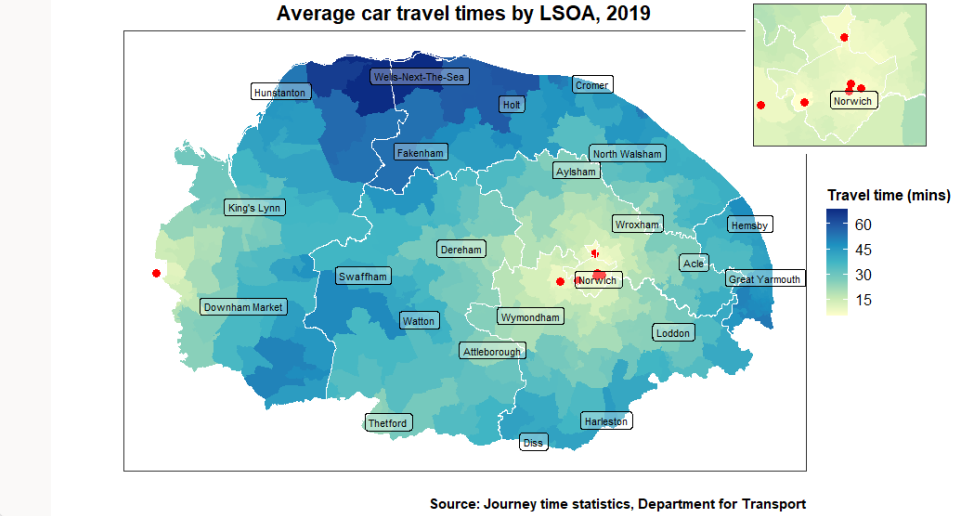 Average car travel times by LSOA, 2019
Wells-Next-The-Sea
Hunstanton
Cromer
Holt
Norwich
Fakenham
North Walsham
Aylsham
Travel time (mins)
King's Lynn
60
Wroxham
Hemsby
45
Dereham
Acle
30
Swaffham
Norwich
Great Yarmouth
15
Downham Market
Watton
Wymondham
Loddon
Attleborough
Thetford
Harleston
Diss
Source: Journey time statistics, Department for Transport